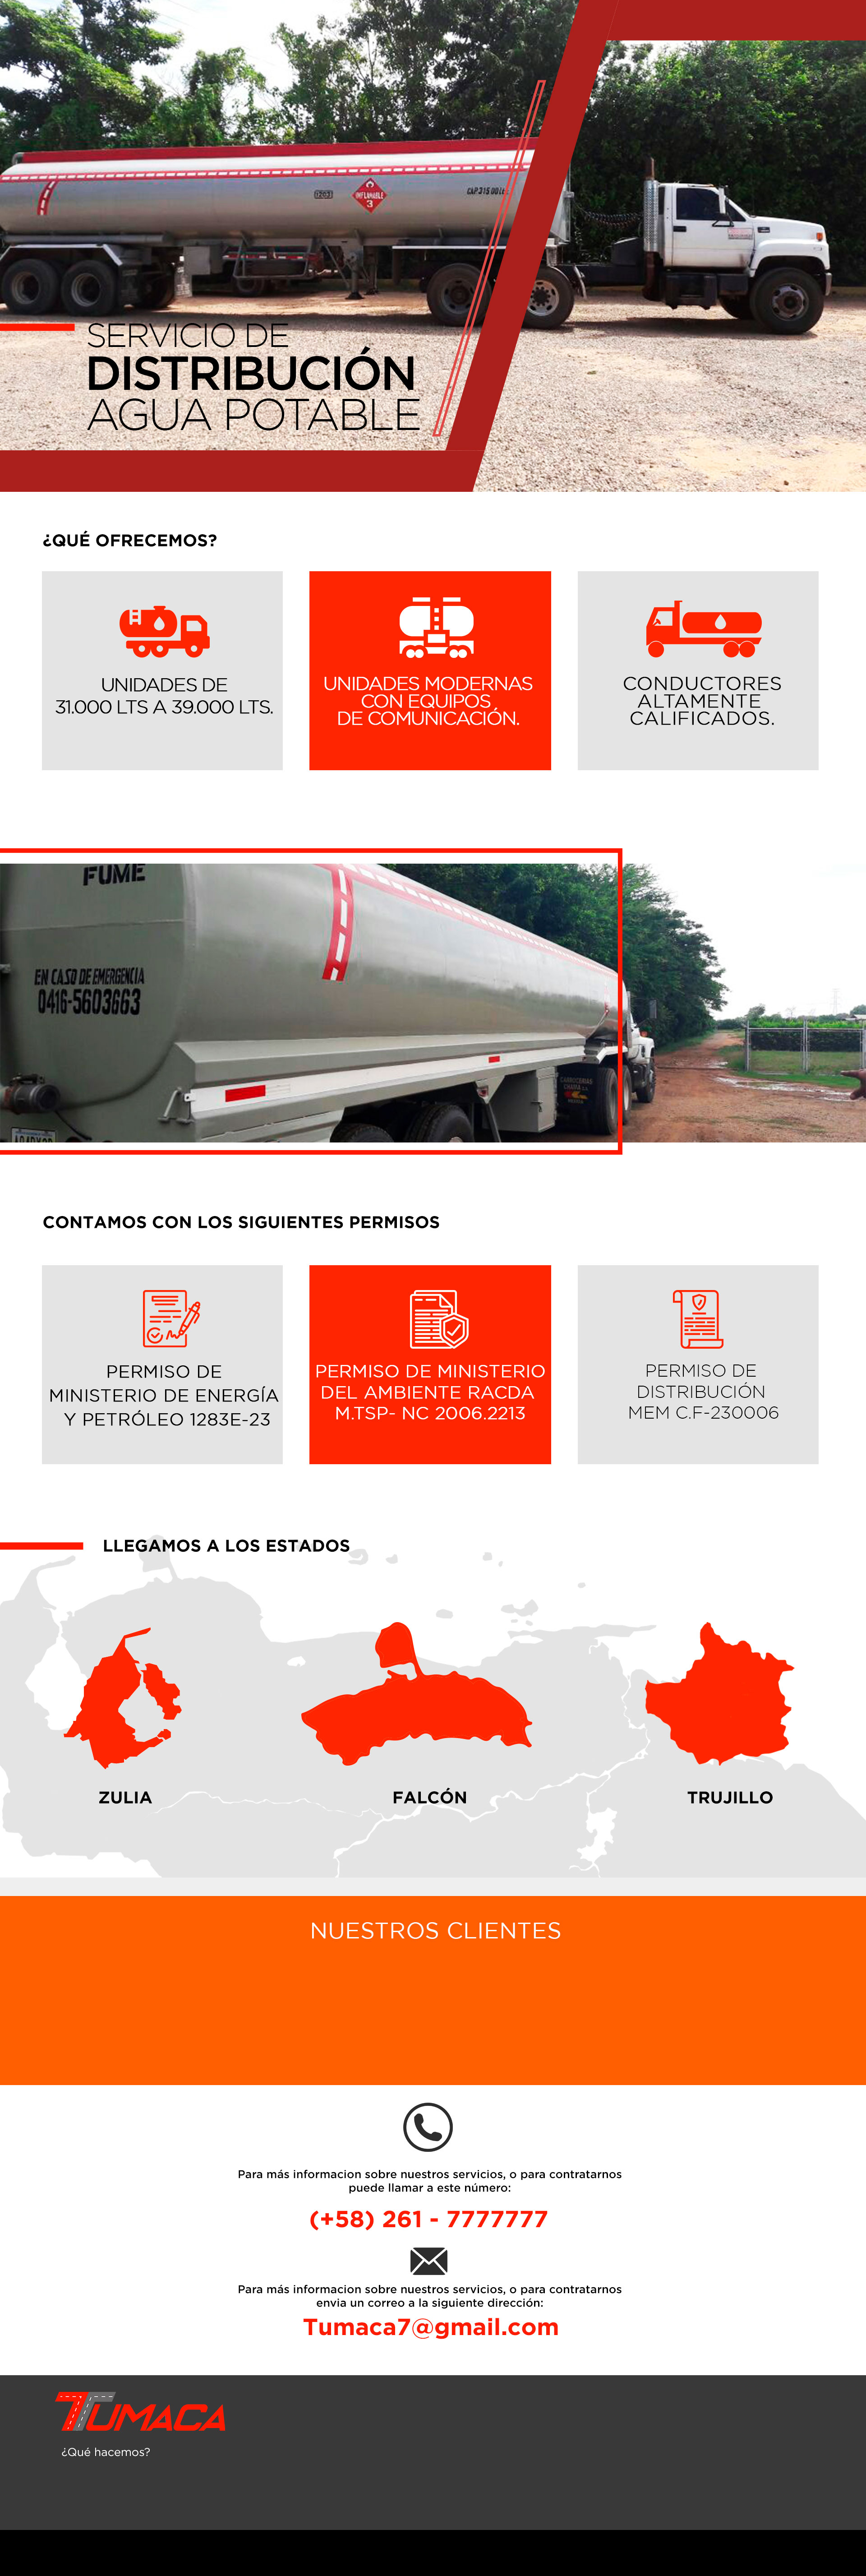 1203
INFLAMABLE
3
SERVICIO DE
DISTRIBUCIÓN
AGUA POTABLE
¿QUÉ OFRECEMOS?
UNIDADES DE
31.000 LTS A 39.000 LTS.
UNIDADES MODERNAS
CON EQUIPOS
DE COMUNICACIÓN.
CONDUCTORES
ALTAMENTE
CALIFICADOS.
FUME
EN CASO DE EMERGENCIA
0416-5603663
CONTAMOS CON LOS SIGUIENTES PERMISOS
PERMISO DE
MINISTERIO DE ENERGÍA
Y PETRÓLEO 1283E-23
PERMISO DE MINISTERIO
DEL AMBIENTE RACDA
M.TSP- NC 2006.2213
PERMISO DE
DISTRIBUCIÓN
MEM C.F-230006
LLEGAMOS A LOS ESTADOS
ZULIA
FALCÓN
TRUJILLO
NUESTROS CLIENTES
Para más informacion sobre nuestros servicios, o para contratarnos
puede llamar a este número:
(+58) 261 - 7777777
Para más informacion sobre nuestros servicios, o para contratarnos
envia un correo a la siguiente dirección:
Tumaca7@gmail.com
TUMACA
¿Qué hacemos?